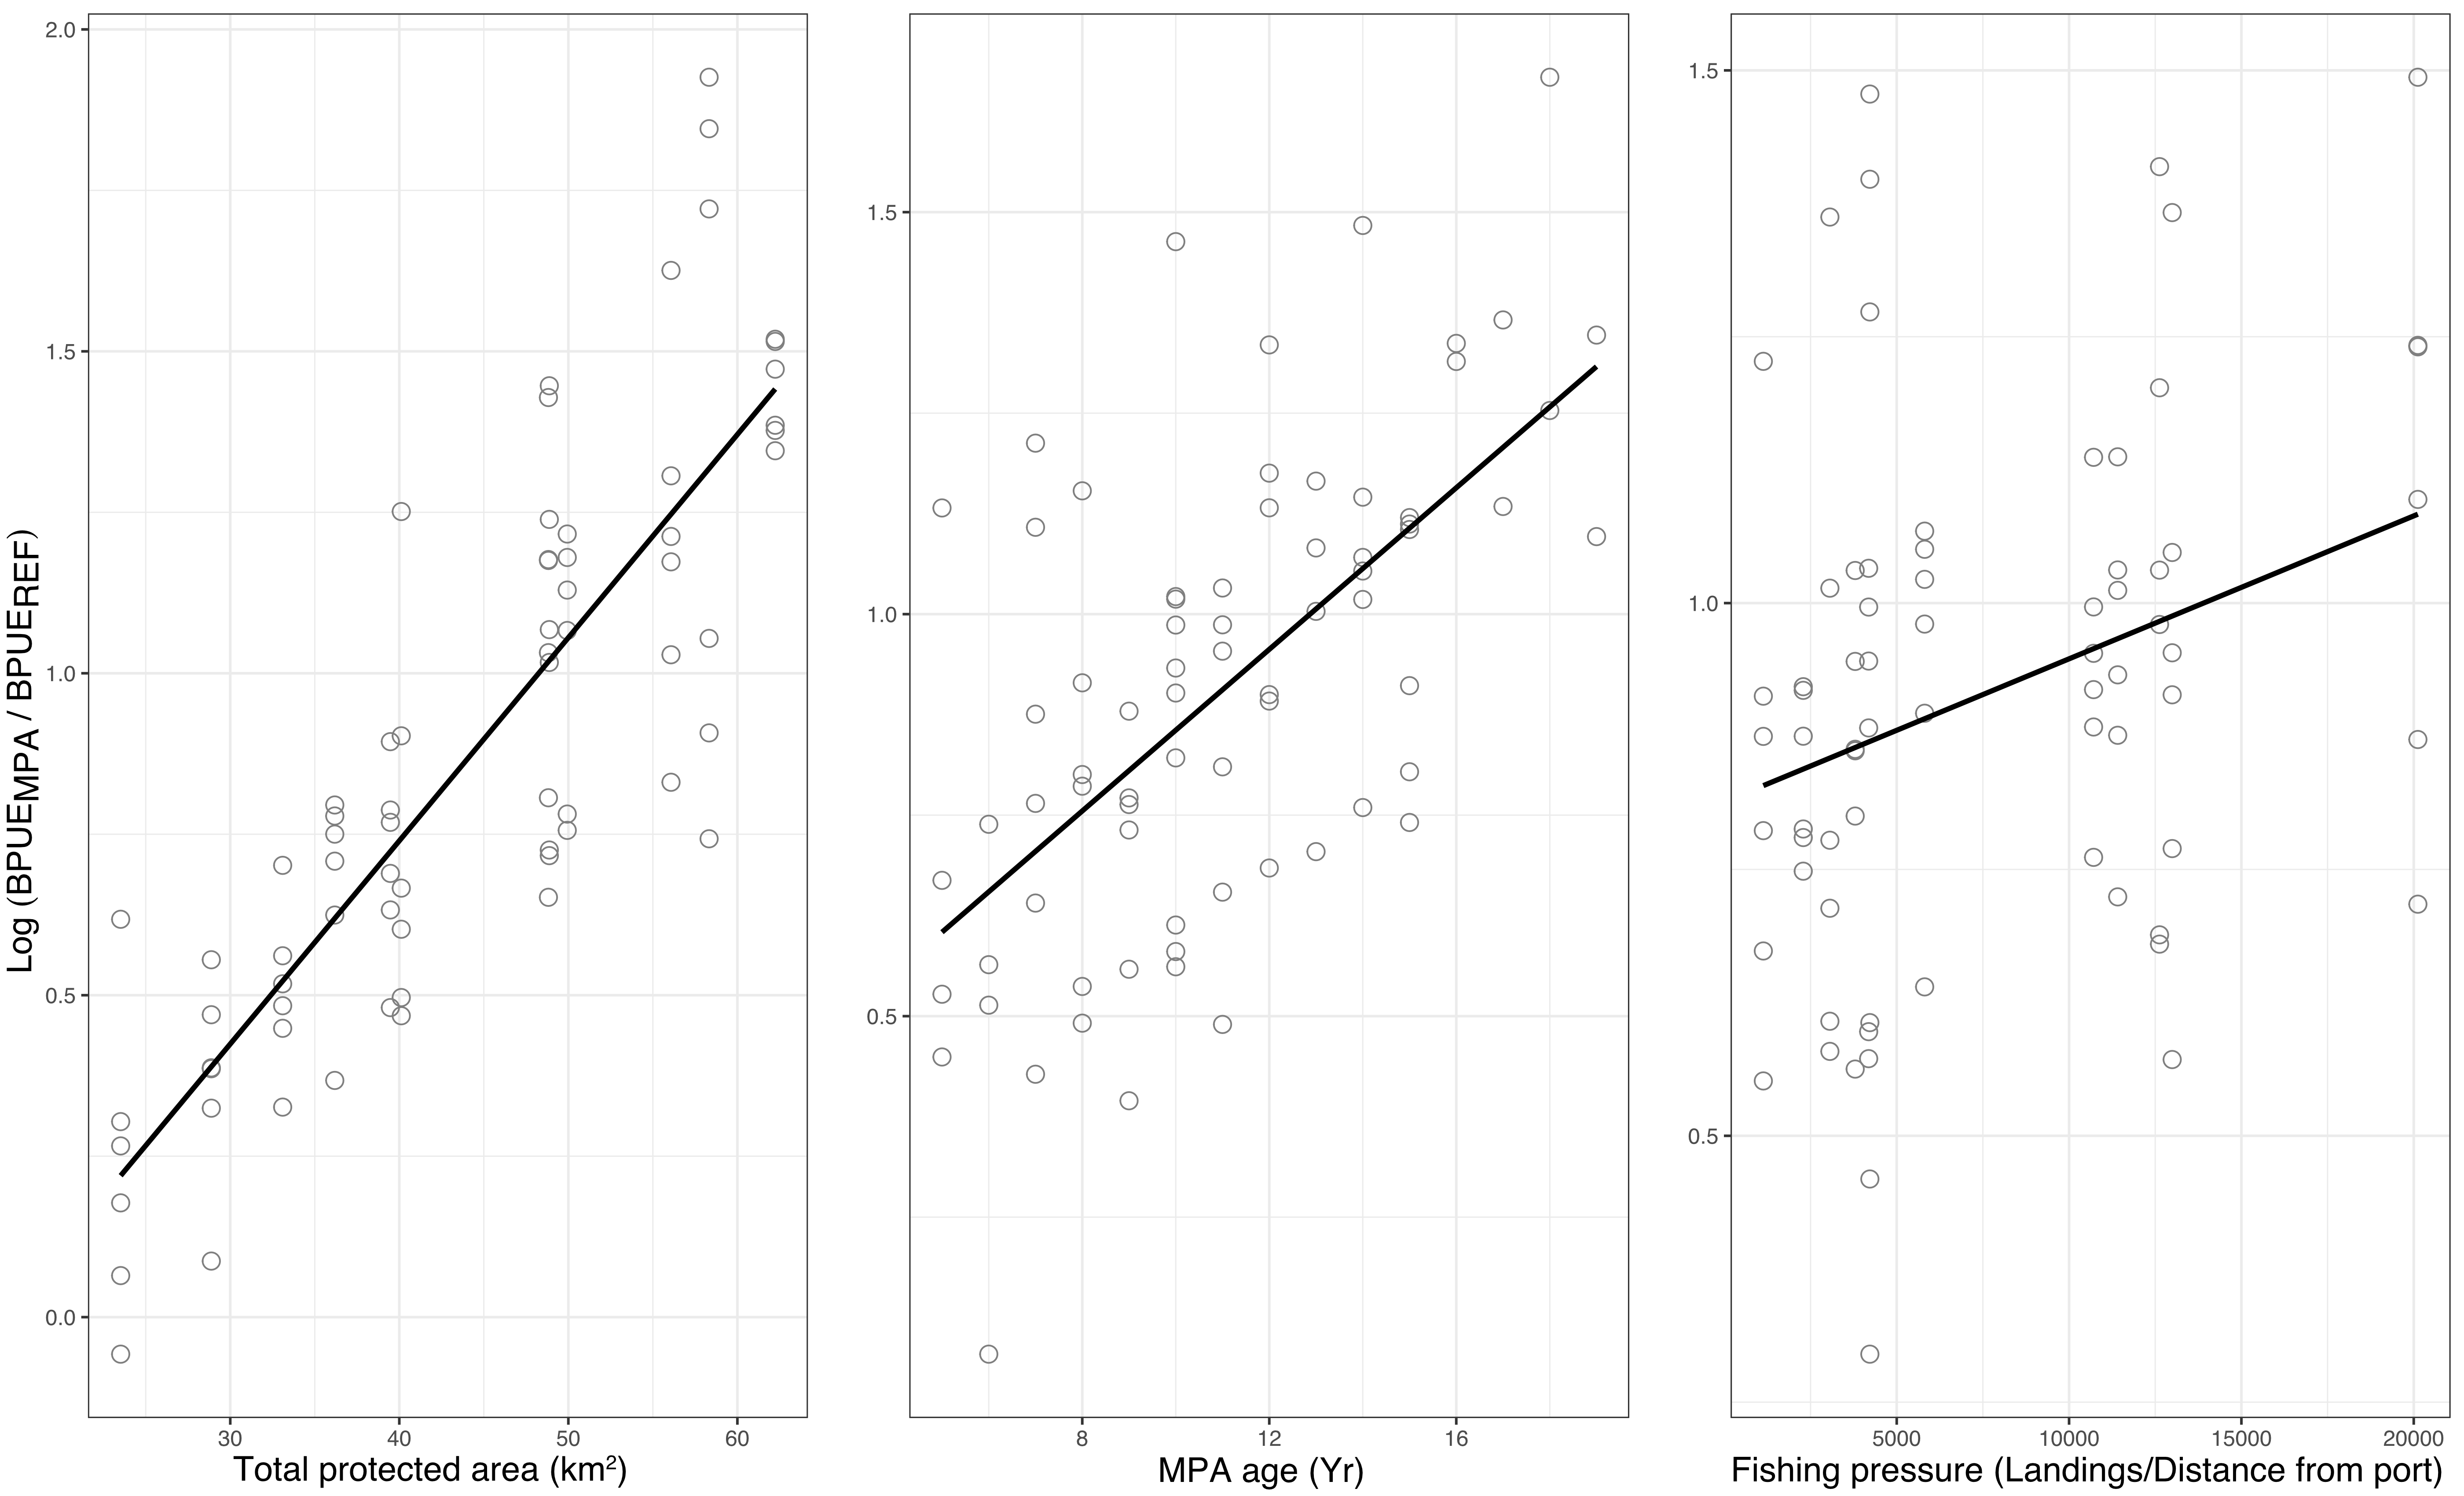 Log (BPUEMPA / BPUEREF)
2.0
1.5
1.0
0.5
0.0
30 40 50 60
Total protected area (km²)
1.5
1.0
0.5
8 12 16
MPA age (Yr)
1.5
1.0
0.5
5000 10000 15000 20000
Fishing pressure (Landings/Distance from port)